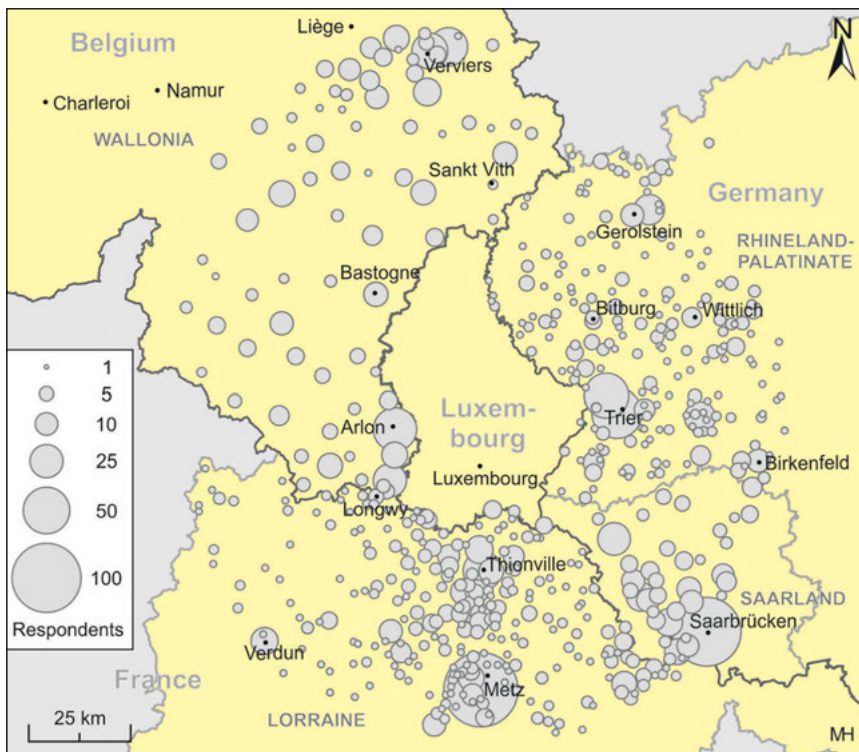 Liège
N
Belgium
Verviers
Namur
Charleroi
WALLONIA
Sankt Vith
Germany
Gerolstein
RHINELAND-
PALATINATE
Bastogne
Bitburg
Wittlich
1
5
10
25
50
100
Respondents
Arlon
Luxem-
bourg
Trier
Luxembourg
Birkenfeld
Longwy
Thionville
SAARLAND
Saarbrücken
Verdun
France
Metz
LORRAINE
25 km
MH